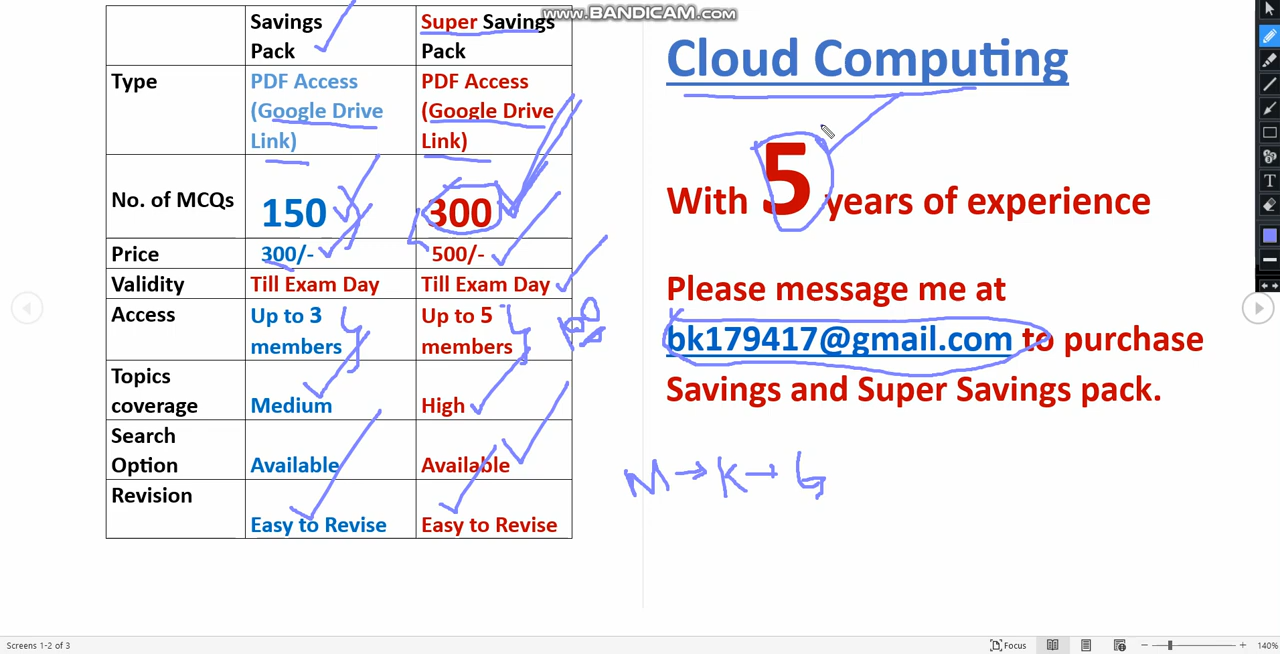 www.BANDICAM.com
Savings Super Savings
Pack Pack
Type PDF Access PDF Access
(Google Drive (Google Drive
Link) Link)
No. of MCQs 150 300
Price 300/- 500/-
Validity Till Exam Day Till Exam Day
Access Up to 3 Up to 5
members members
100
Topics
coverage Medium High
Search
Option Available Available
Revision
Easy to Revise Easy to Revise
Cloud Computing
With 5 years of experience
Please message me at
bk179417@gmail.com to purchase
Savings and Super Savings pack.
M → K → G
Screens 1-2 of 3
Focus
140%